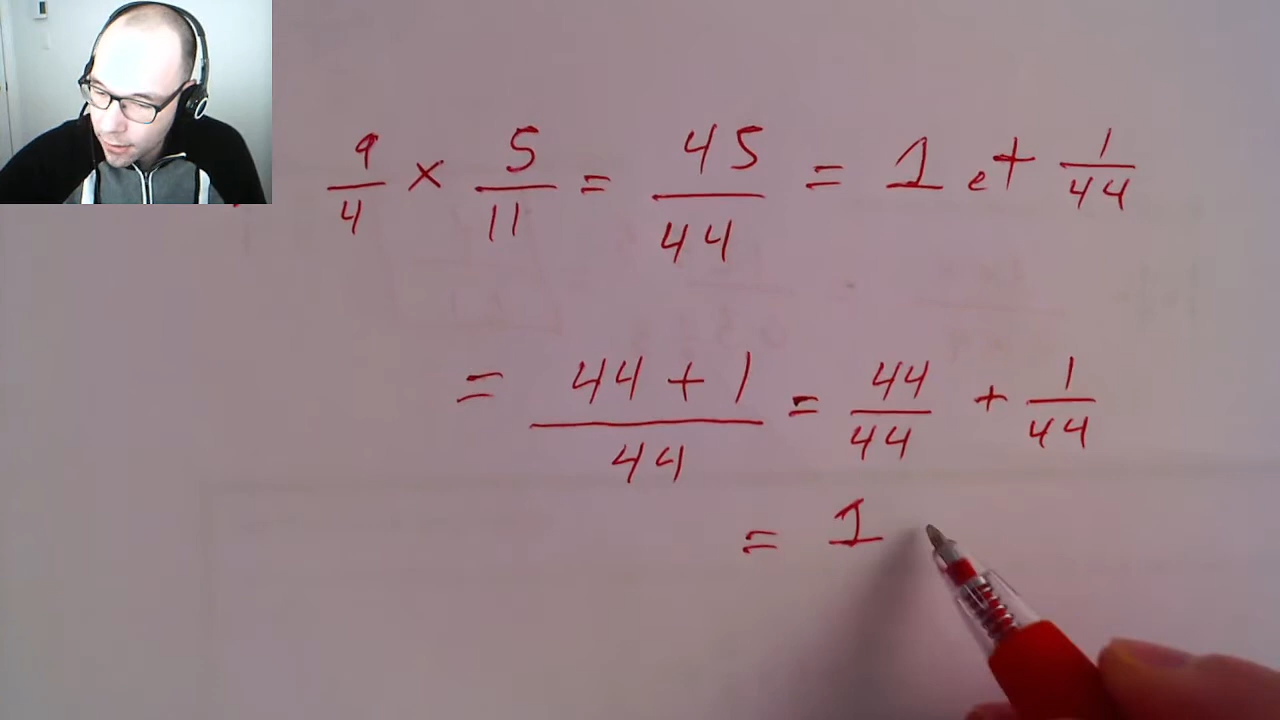 9/4 × 5/11 = 45/44 = 1 et 1/44
= 44 + 1/44 = 44/44 + 1/44
= 1